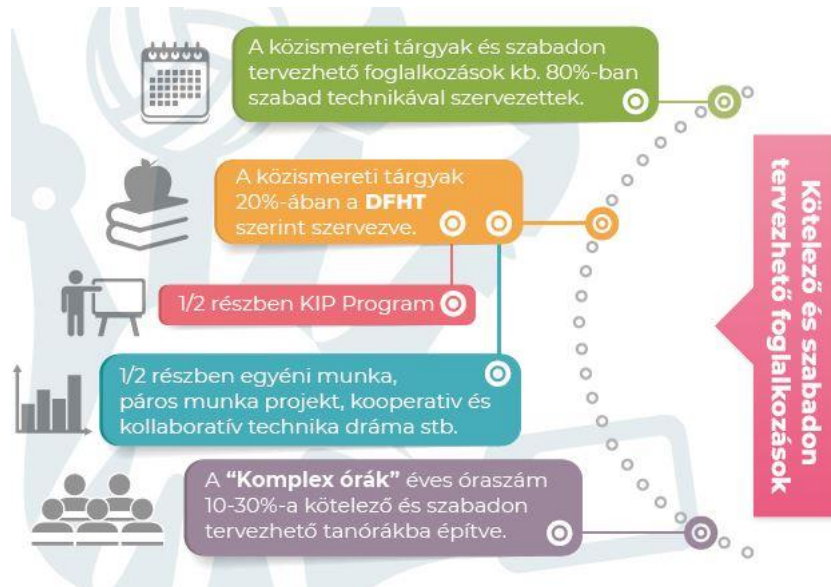 A közismereti tárgyak és szabadon
tervezhető foglalkozások kb. 80%-ban
szabad technikával szervezettek.
A közismereti tárgyak
20%-ában a DFHT
szerint szervezve.
1/2 részben KIP Program
1/2 részben egyéni munka,
páros munka projekt, kooperativ és
kollaboratív technika dráma stb.
A “Komplex órák” éves óraszám
10-30%-a kötelező és szabadon
tervezhető tanórákba építve.
Kötelező és szabadon
tervezhető foglalkozások